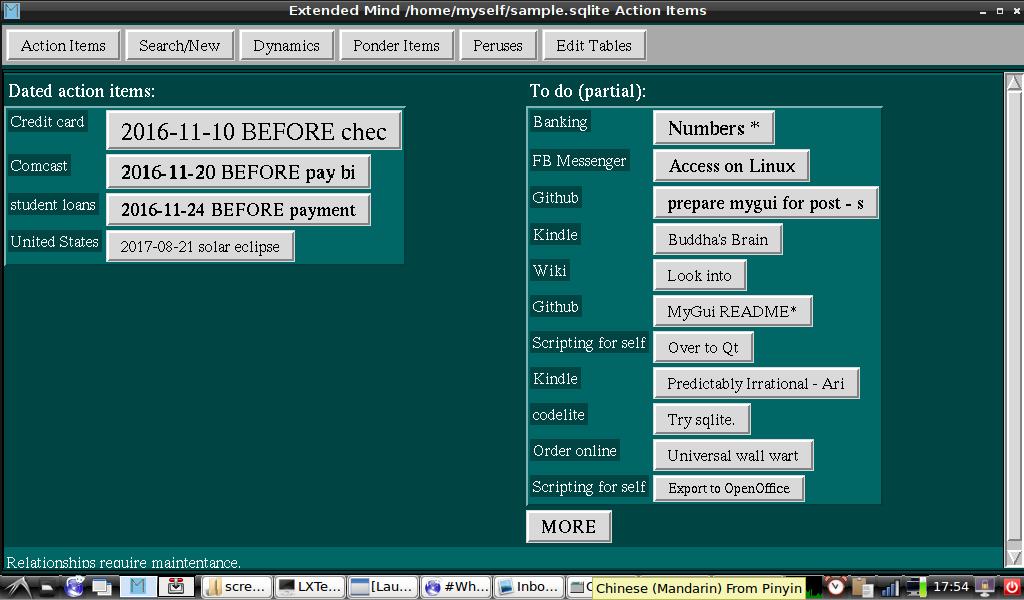 Extended Mind /home/myself/sample.sqlite Action Items
Action Items Search/New Dynamics Ponder Items Peruses Edit Tables
Dated action items:
Credit card 2016-11-10 BEFORE chec
Comcast 2016-11-20 BEFORE pay bi
student loans 2016-11-24 BEFORE payment
United States 2017-08-21 solar eclipse
To do (partial):
Banking Numbers *
FB Messenger Access on Linux
Github prepare mygui for post - s
Kindle Buddha's Brain
Wiki Look into
Github MyGui README*
Scripting for self Over to Qt
Kindle Predictably Irrational - Ari
codelite Try sqlite.
Order online Universal wall wart
Scripting for self Export to OpenOffice
MORE
Relationships require maintentance.
scre... LXTe... [Lau... #Wh... Inbo... Chinese (Mandarin) From Pinyin 17:54